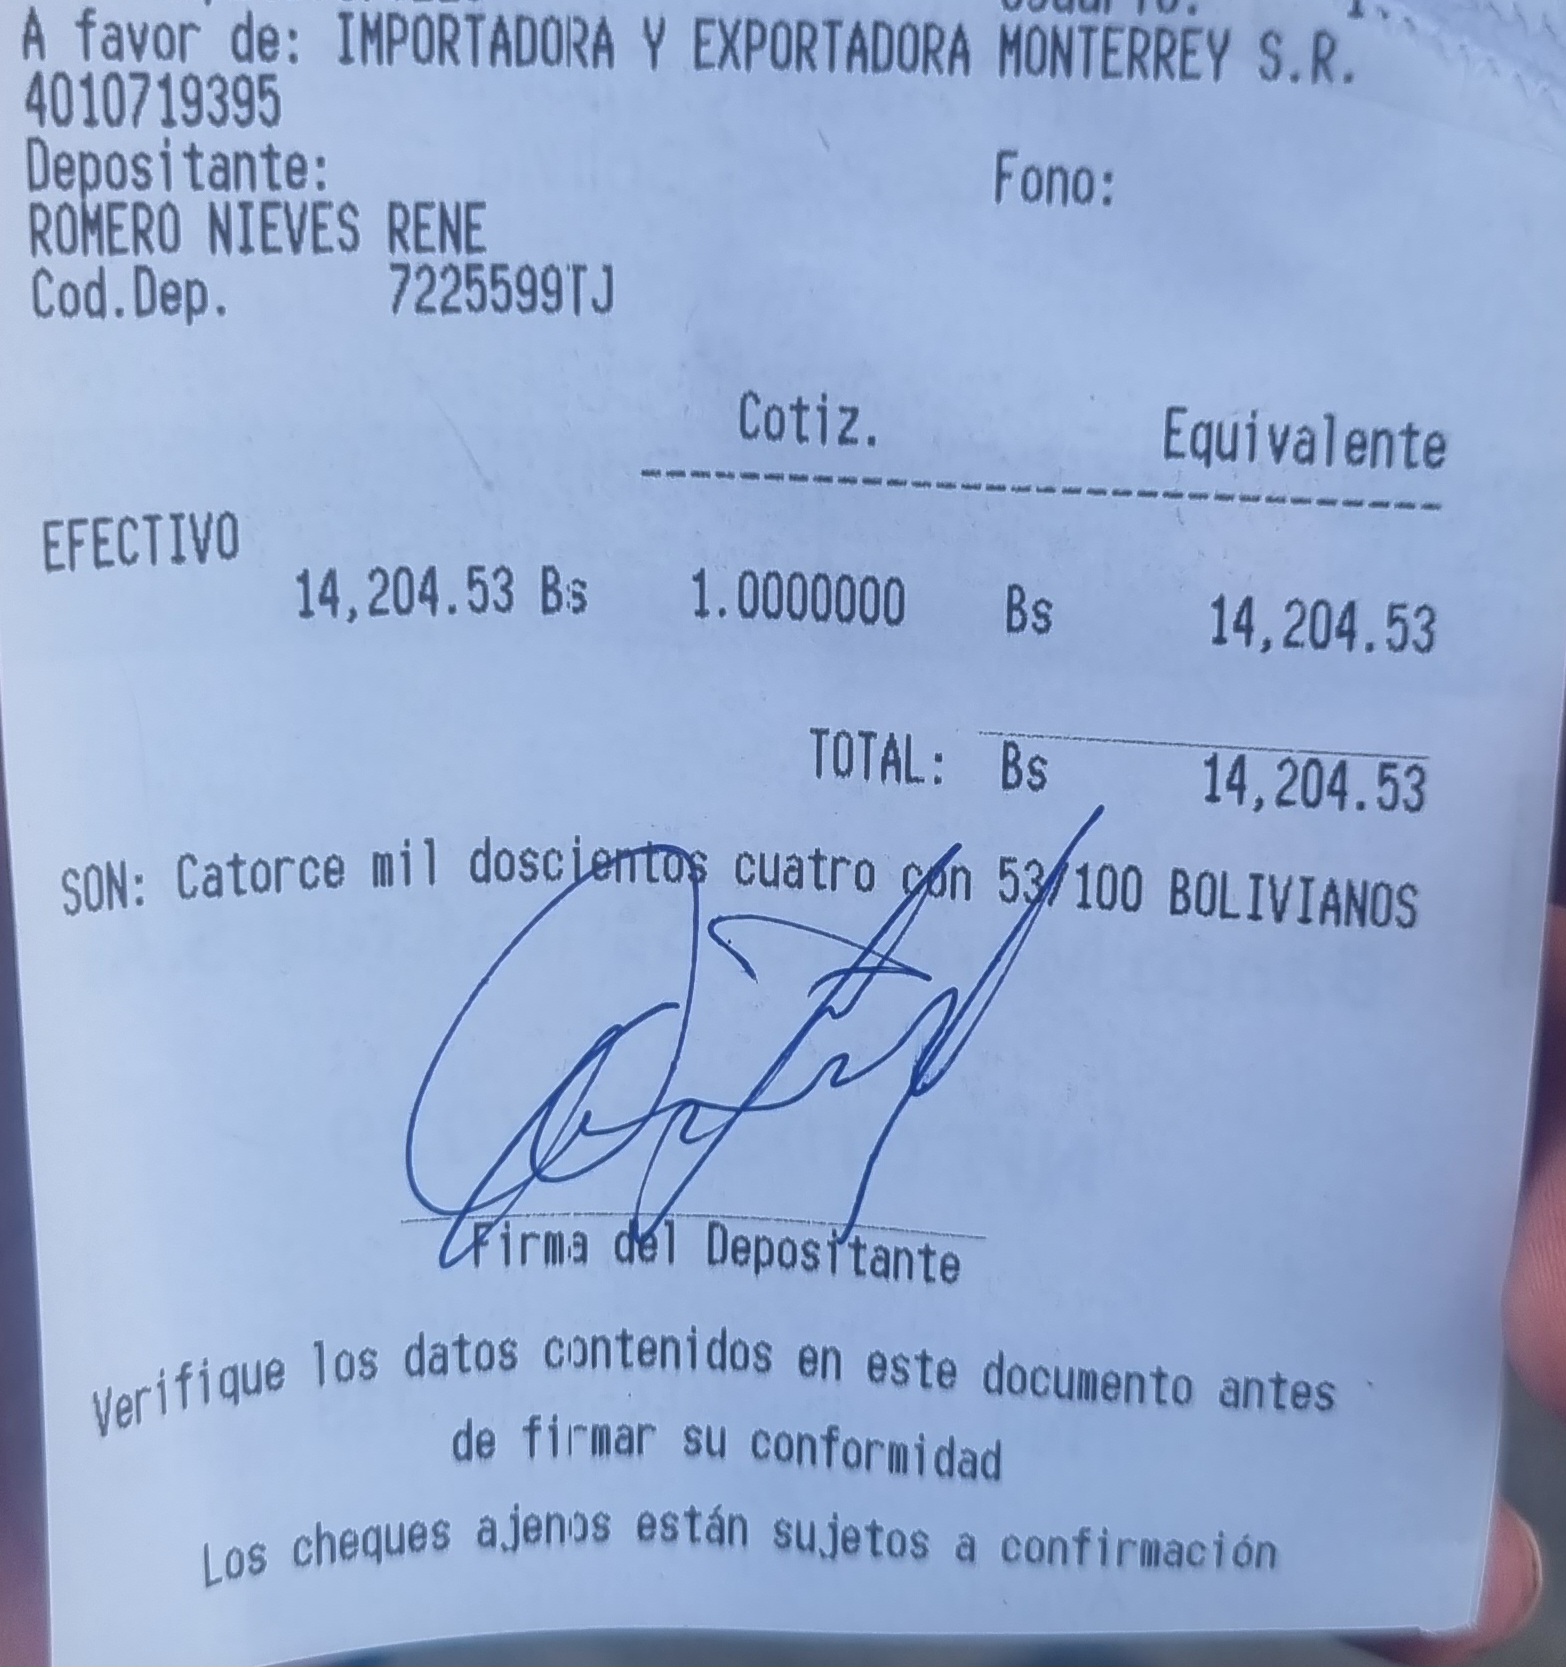 A favor de: IMPORTADORA Y EXPORTADORA MONTERREY S.R.
4010719395
Depositante: Fono:
ROMERO NIEVES RENE
Cod.Dep. 7225599TJ
Cotiz. Equivalente
EFECTIVO
14,204.53 Bs 1.0000000 Bs 14,204.53
TOTAL: Bs 14,204.53
SON: Catorce mil doscientos cuatro con 53/100 BOLIVIANOS
Firma del Depositante
Verifique los datos contenidos en este documento antes
de firmar su conformidad
Los cheques ajenos están sujetos a confirmación